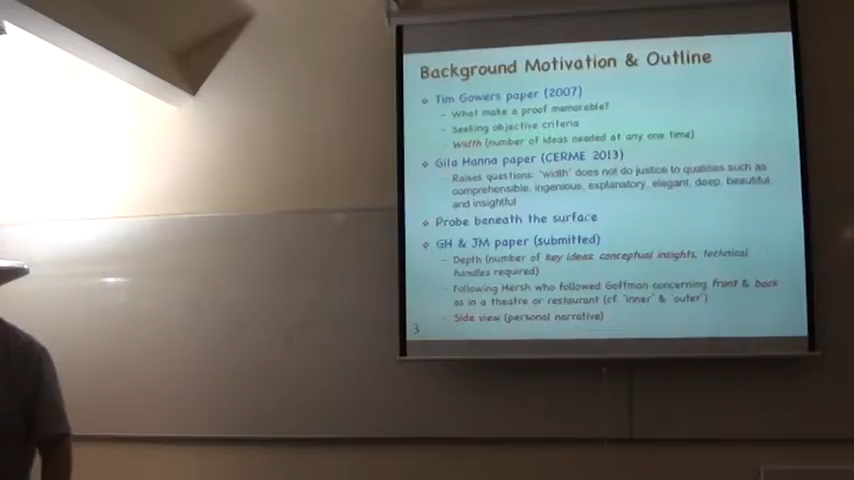 Background Motivation & Outline
Tim Gowers paper (2007)
– What make a proof memorable?
– Seeking objective criteria
– Width (number of ideas needed at any one time)
Gila Hanna paper (CERME 2013)
– Raises questions: "width" does not do justice to qualities such as
comprehensible, ingenious, explanatory, elegant, deep, beautiful,
and insightful
Probe beneath the surface
GH & JM paper (submitted)
– Depth (number of key ideas: conceptual insights, technical
handles required)
– Following Hersh who followed Goffman concerning front & back
as in a theatre or restaurant (cf. 'inner' & 'outer')
– Side view (personal narrative)
3